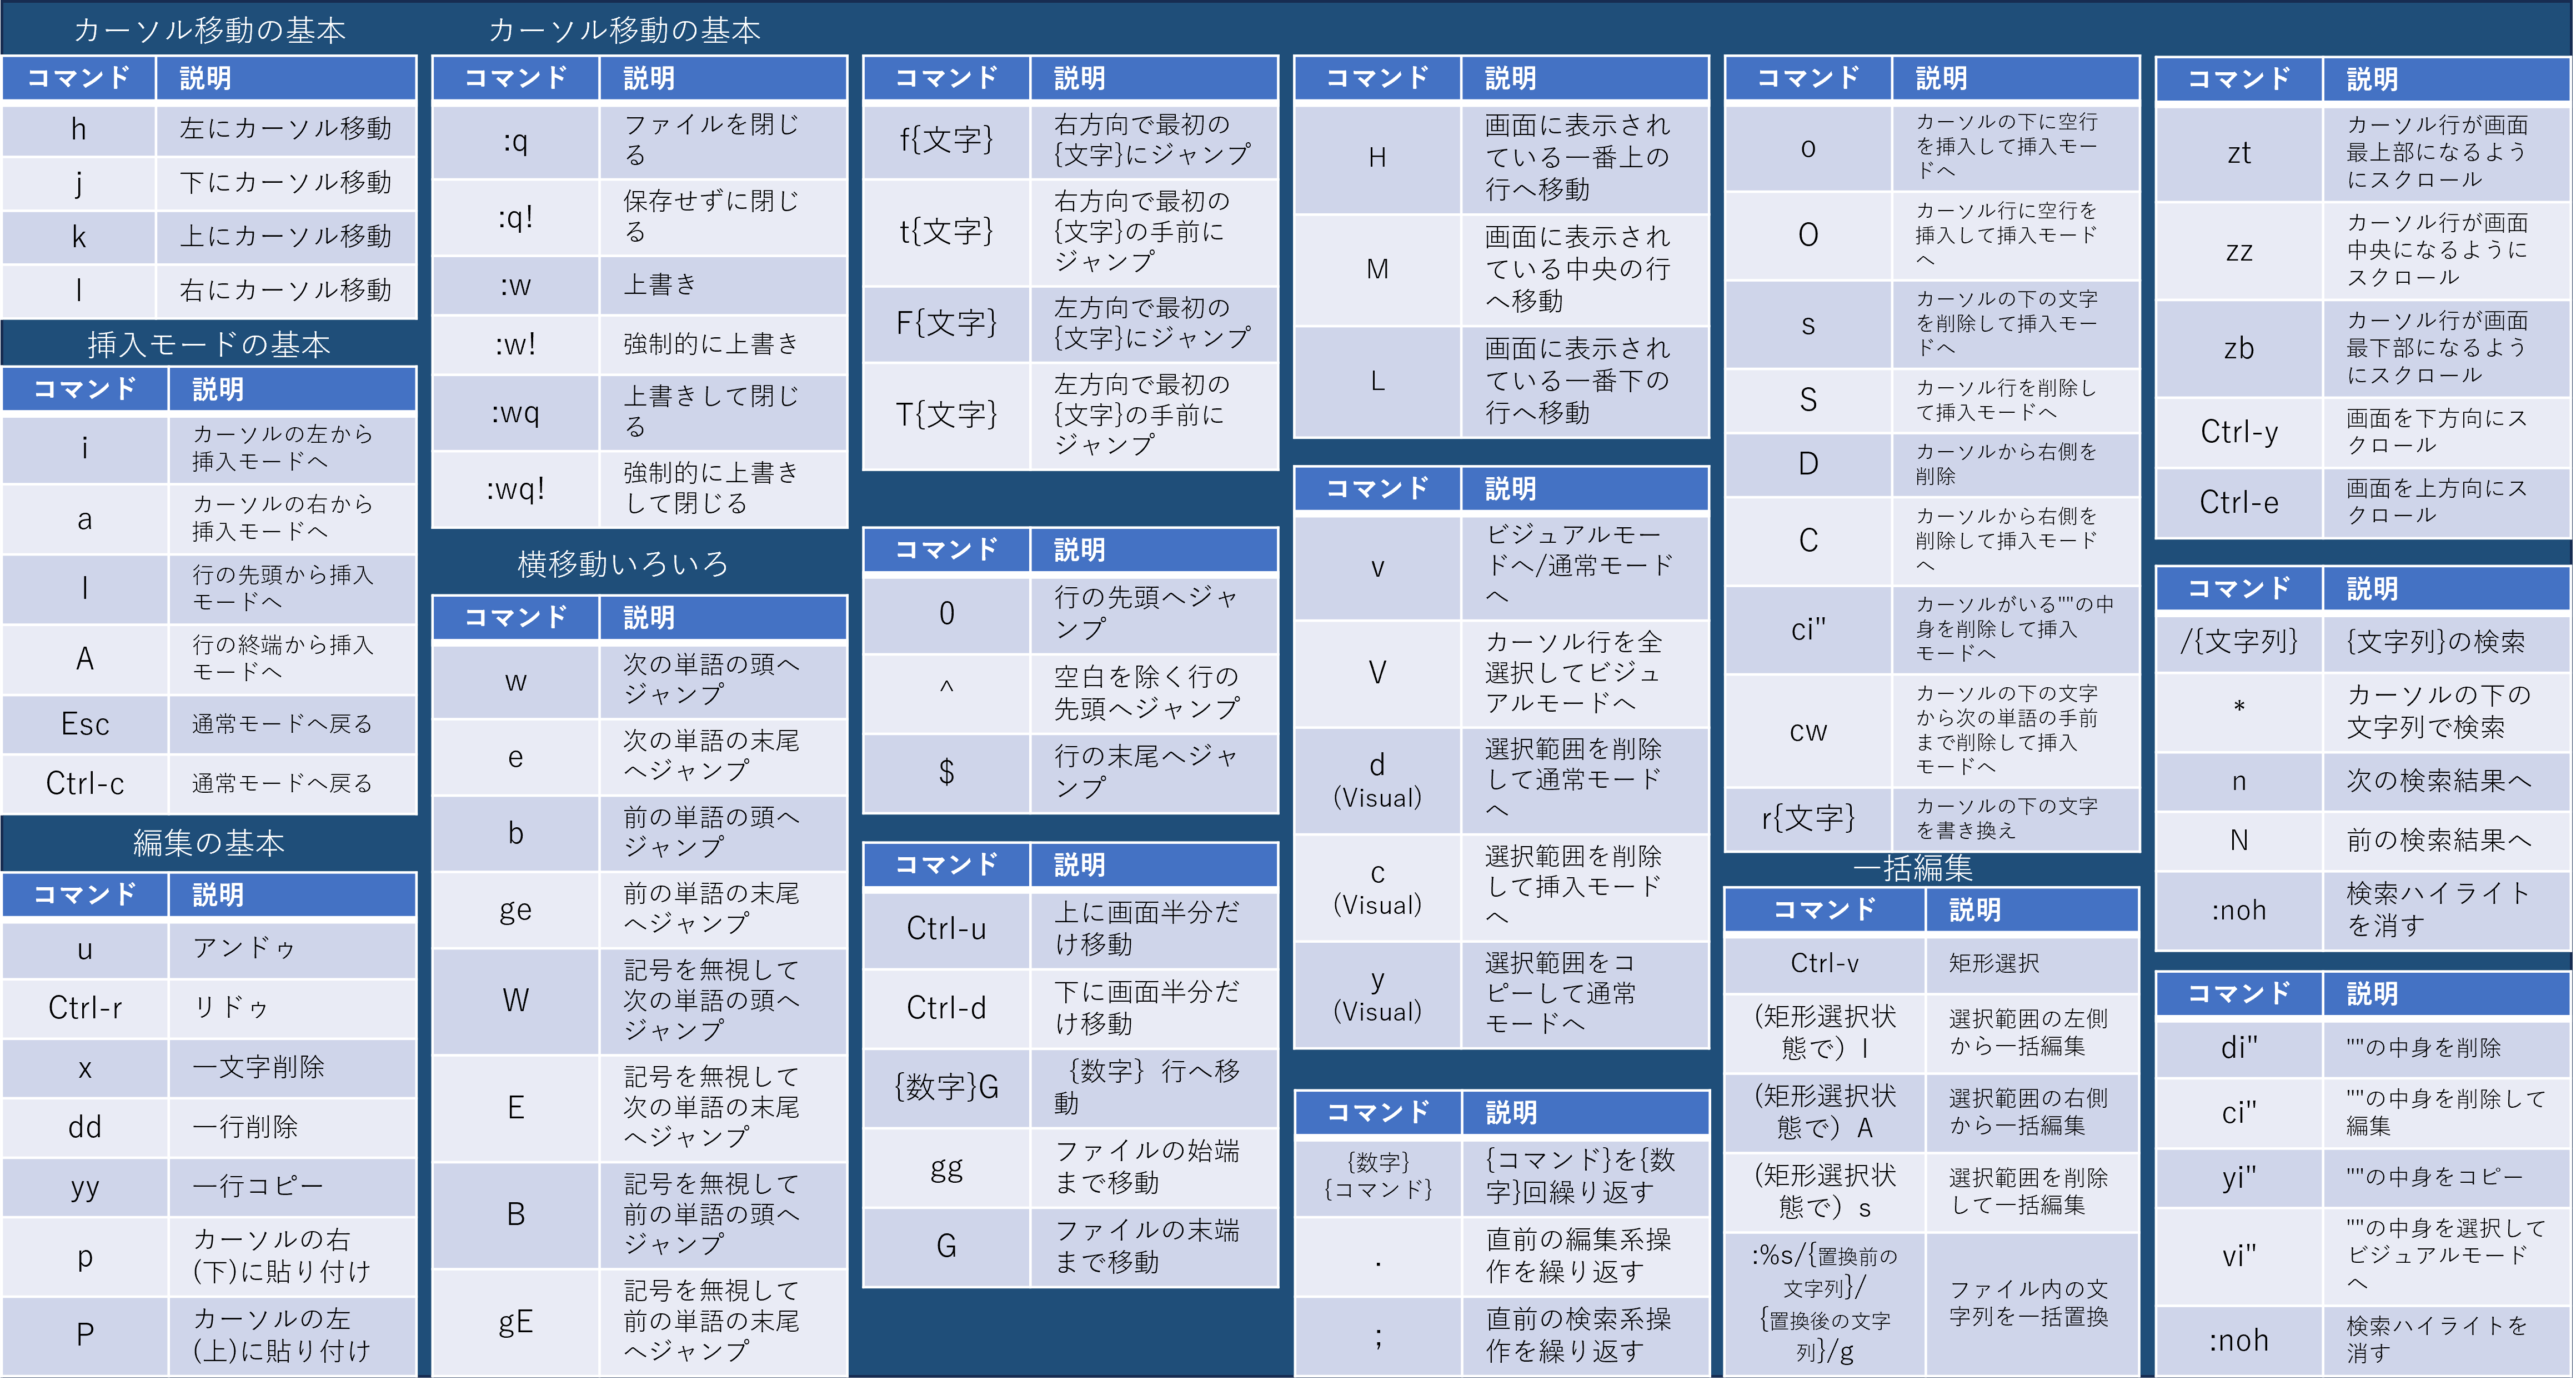 カーソル移動の基本
コマンド 説明
h 左にカーソル移動
j 下にカーソル移動
k 上にカーソル移動
l 右にカーソル移動
挿入モードの基本
コマンド 説明
i カーソルの左から
挿入モードへ
a カーソルの右から
挿入モードへ
I 行の先頭から挿入
モードへ
A 行の終端から挿入
モードへ
Esc 通常モードへ戻る
Ctrl-c 通常モードへ戻る
編集の基本
コマンド 説明
u アンドゥ
Ctrl-r リドゥ
x 一文字削除
dd 一行削除
yy 一行コピー
p カーソルの右
(下)に貼り付け
P カーソルの左
(上)に貼り付け
カーソル移動の基本
コマンド 説明
:q ファイルを閉じ
る
:q! 保存せずに閉じ
る
:w 上書き
:w! 強制的に上書き
:wq 上書きして閉じ
る
:wq! 強制的に上書き
して閉じる
横移動いろいろ
コマンド 説明
w 次の単語の頭へ
ジャンプ
e 次の単語の末尾
へジャンプ
b 前の単語の頭へ
ジャンプ
ge 前の単語の末尾
へジャンプ
W 記号を無視して
次の単語の頭へ
ジャンプ
E 記号を無視して
次の単語の末尾
へジャンプ
B 記号を無視して
前の単語の頭へ
ジャンプ
gE 記号を無視して
前の単語の末尾
へジャンプ
コマンド 説明
f{文字} 右方向で最初の
{文字}にジャンプ
t{文字} 右方向で最初の
{文字}の手前に
ジャンプ
F{文字} 左方向で最初の
{文字}にジャンプ
T{文字} 左方向で最初の
{文字}の手前に
ジャンプ
コマンド 説明
0 行の先頭へジャ
ンプ
^ 空白を除く行の
先頭へジャンプ
$ 行の末尾へジャ
ンプ
コマンド 説明
Ctrl-u 上に画面半分だ
け移動
Ctrl-d 下に画面半分だ
け移動
{数字}G ｛数字｝行へ移
動
gg ファイルの始端
まで移動
G ファイルの末端
まで移動
コマンド 説明
H 画面に表示され
ている一番上の
行へ移動
M 画面に表示され
ている中央の行
へ移動
L 画面に表示され
ている一番下の
行へ移動
コマンド 説明
v ビジュアルモー
ドへ/通常モード
へ
V カーソル行を全
選択してビジュ
アルモードへ
d
(Visual) 選択範囲を削除
して通常モード
へ
c
(Visual) 選択範囲を削除
して挿入モード
へ
y
(Visual) 選択範囲をコ
ピーして通常
モードへ
コマンド 説明
{数字}
{コマンド} {コマンド}を{数
字}回繰り返す
. 直前の編集系操
作を繰り返す
; 直前の検索系操
作を繰り返す
コマンド 説明
o カーソルの下に空行
を挿入して挿入モー
ドへ
O カーソル行に空行を
挿入して挿入モード
へ
s カーソルの下の文字
を削除して挿入モー
ドへ
S カーソル行を削除し
て挿入モードへ
D カーソルから右側を
削除
C カーソルから右側を
削除して挿入モード
へ
ci" カーソルがいる""の中
身を削除して挿入
モードへ
cw カーソルの下の文字
から次の単語の手前
まで削除して挿入
モードへ
r{文字} カーソルの下の文字
を書き換え
一括編集
コマンド 説明
Ctrl-v 矩形選択
(矩形選択状
態で）I 選択範囲の左側
から一括編集
(矩形選択状
態で）A 選択範囲の右側
から一括編集
(矩形選択状
態で）s 選択範囲を削除
して一括編集
:%s/{置換前の
文字列}/
{置換後の文字
列}/g ファイル内の文
字列を一括置換
コマンド 説明
zt カーソル行が画面
最上部になるよう
にスクロール
zz カーソル行が画面
中央になるように
スクロール
zb カーソル行が画面
最下部になるよう
にスクロール
Ctrl-y 画面を下方向にス
クロール
Ctrl-e 画面を上方向にス
クロール
コマンド 説明
/{文字列} {文字列}の検索
* カーソルの下の
文字列で検索
n 次の検索結果へ
N 前の検索結果へ
:noh 検索ハイライト
を消す
コマンド 説明
di" ""の中身を削除
ci" ""の中身を削除して
編集
yi" ""の中身をコピー
vi" ""の中身を選択して
ビジュアルモード
へ
:noh 検索ハイライトを
消す